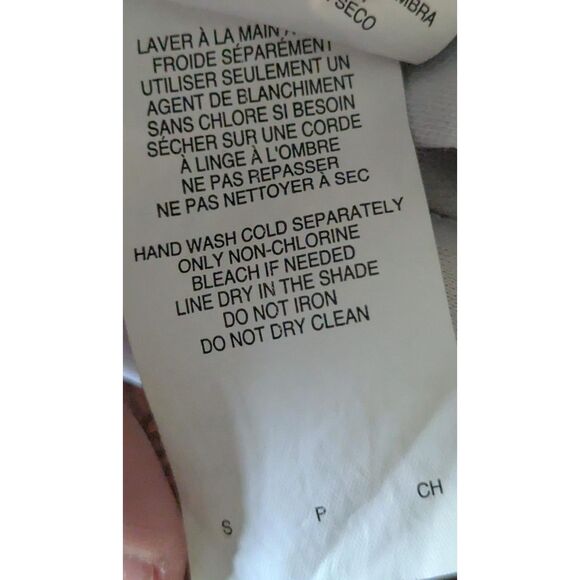 MBRA
SECO
LAVER À LA MAIN
FROIDE SÉPARÉMENT
UTILISER SEULEMENT UN
AGENT DE BLANCHIMENT
SANS CHLORE SI BESOIN
SÉCHER SUR UNE CORDE
À LINGE À L'OMBRE
NE PAS REPASSER
NE PAS NETTOYER À SEC
HAND WASH COLD SEPARATELY
ONLY NON-CHLORINE
BLEACH IF NEEDED
LINE DRY IN THE SHADE
DO NOT IRON
DO NOT DRY CLEAN
S P CH